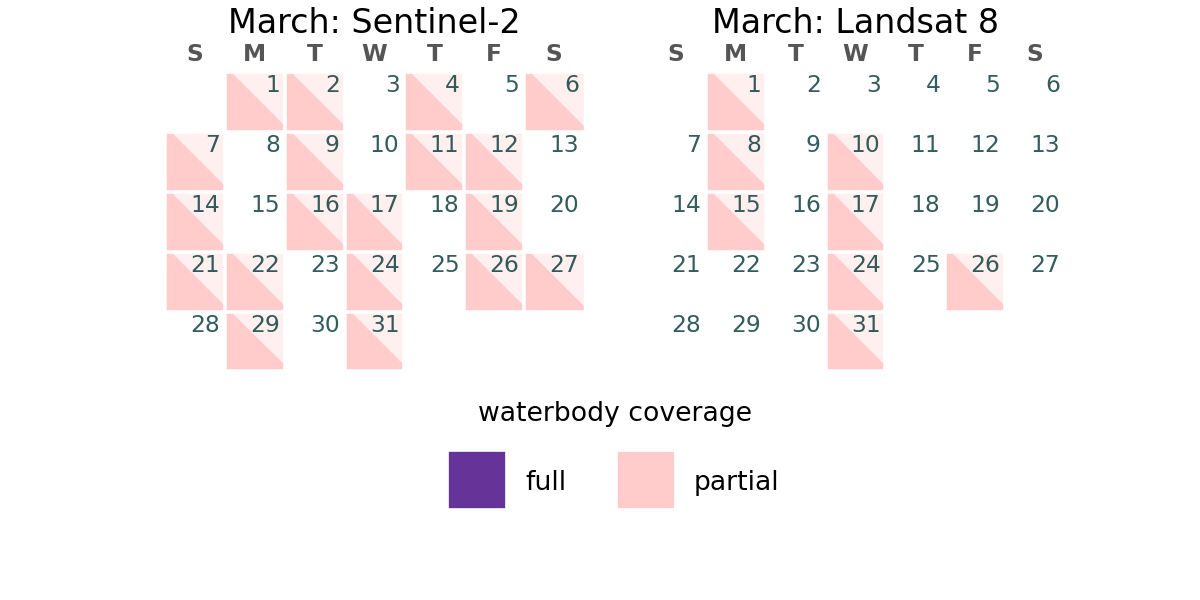 March: Sentinel-2
S M T W T F S
1 2 3 4 5 6
7 8 9 10 11 12 13
14 15 16 17 18 19 20
21 22 23 24 25 26 27
28 29 30 31
March: Landsat 8
S M T W T F S
1 2 3 4 5 6
7 8 9 10 11 12 13
14 15 16 17 18 19 20
21 22 23 24 25 26 27
28 29 30 31
waterbody coverage
full partial